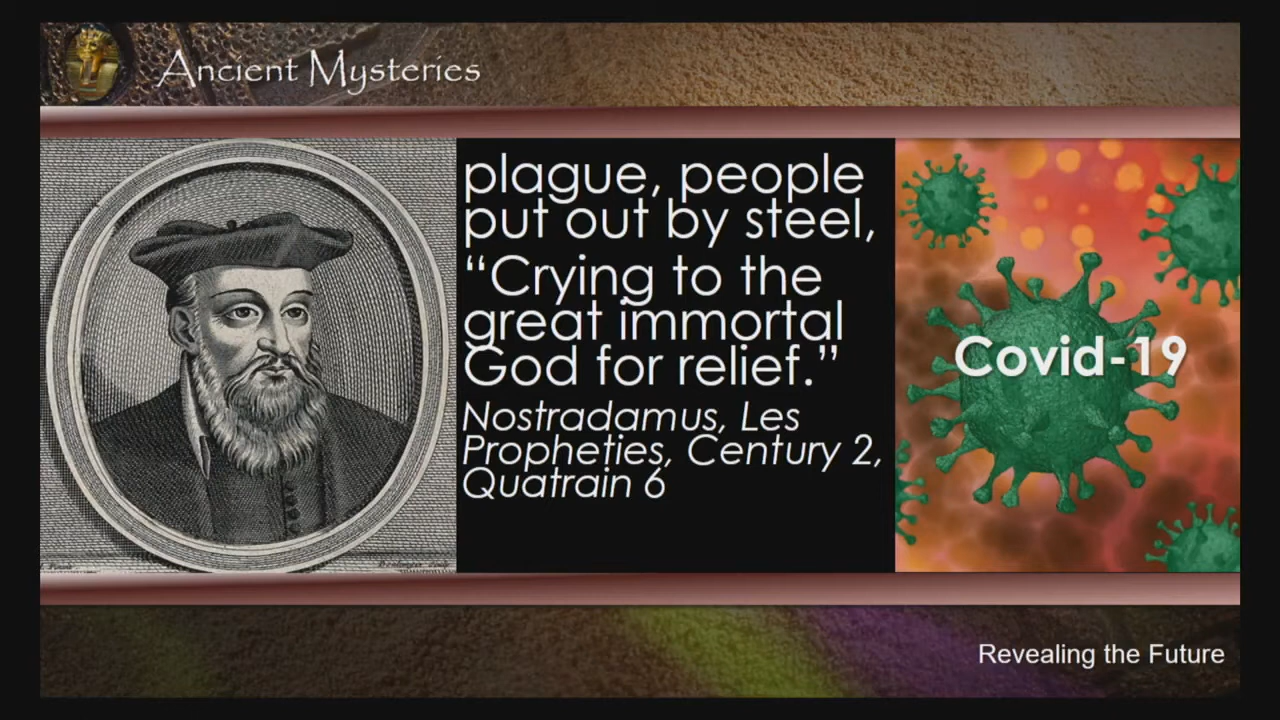 Ancient Mysteries
plague, people
put out by steel,
“Crying to the
great immortal
God for relief.”
Nostradamus, Les
Propheties, Century 2,
Quatrain 6
Covid-19
Revealing the Future